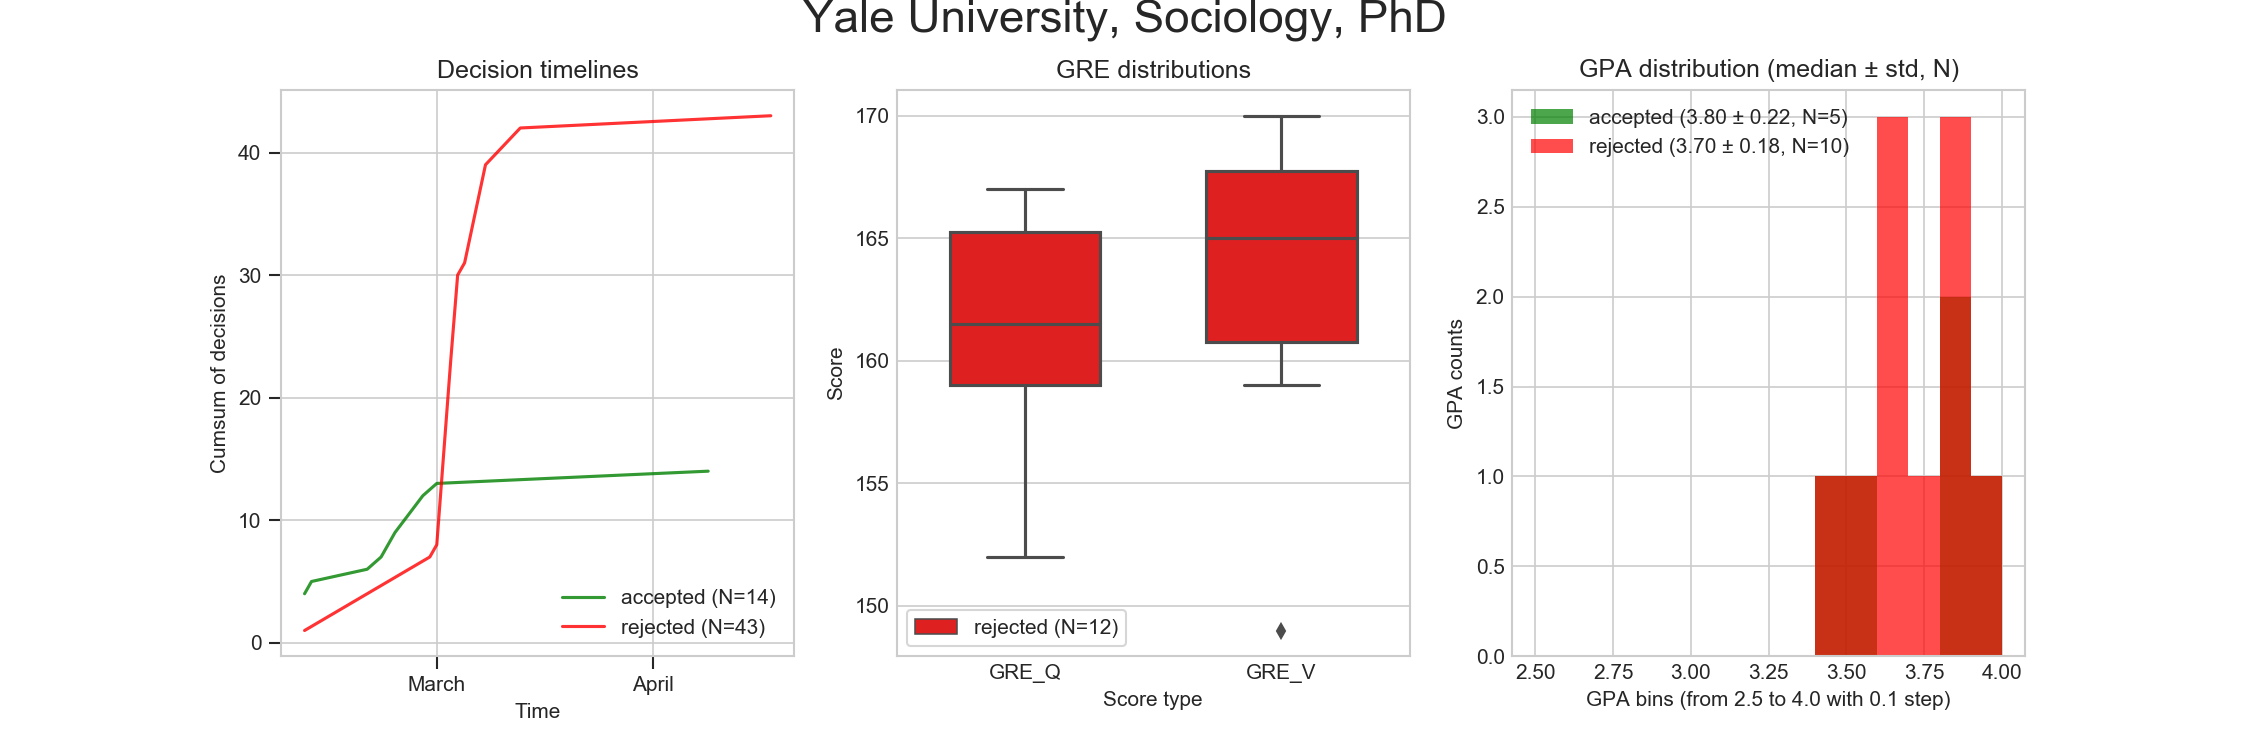 Yale University, Sociology, PhD
Decision timelines
Cumsum of decisions
40
30
20
10
0
accepted (N=14)
rejected (N=43)
March
April
Time
GRE distributions
Score
170
165
160
155
150
rejected (N=12)
GRE_Q
GRE_V
Score type
GPA distribution (median ± std, N)
GPA counts
3.0
2.5
2.0
1.5
1.0
0.5
0.0
accepted (3.80 ± 0.22, N=5)
rejected (3.70 ± 0.18, N=10)
2.50
2.75
3.00
3.25
3.50
3.75
4.00
GPA bins (from 2.5 to 4.0 with 0.1 step)